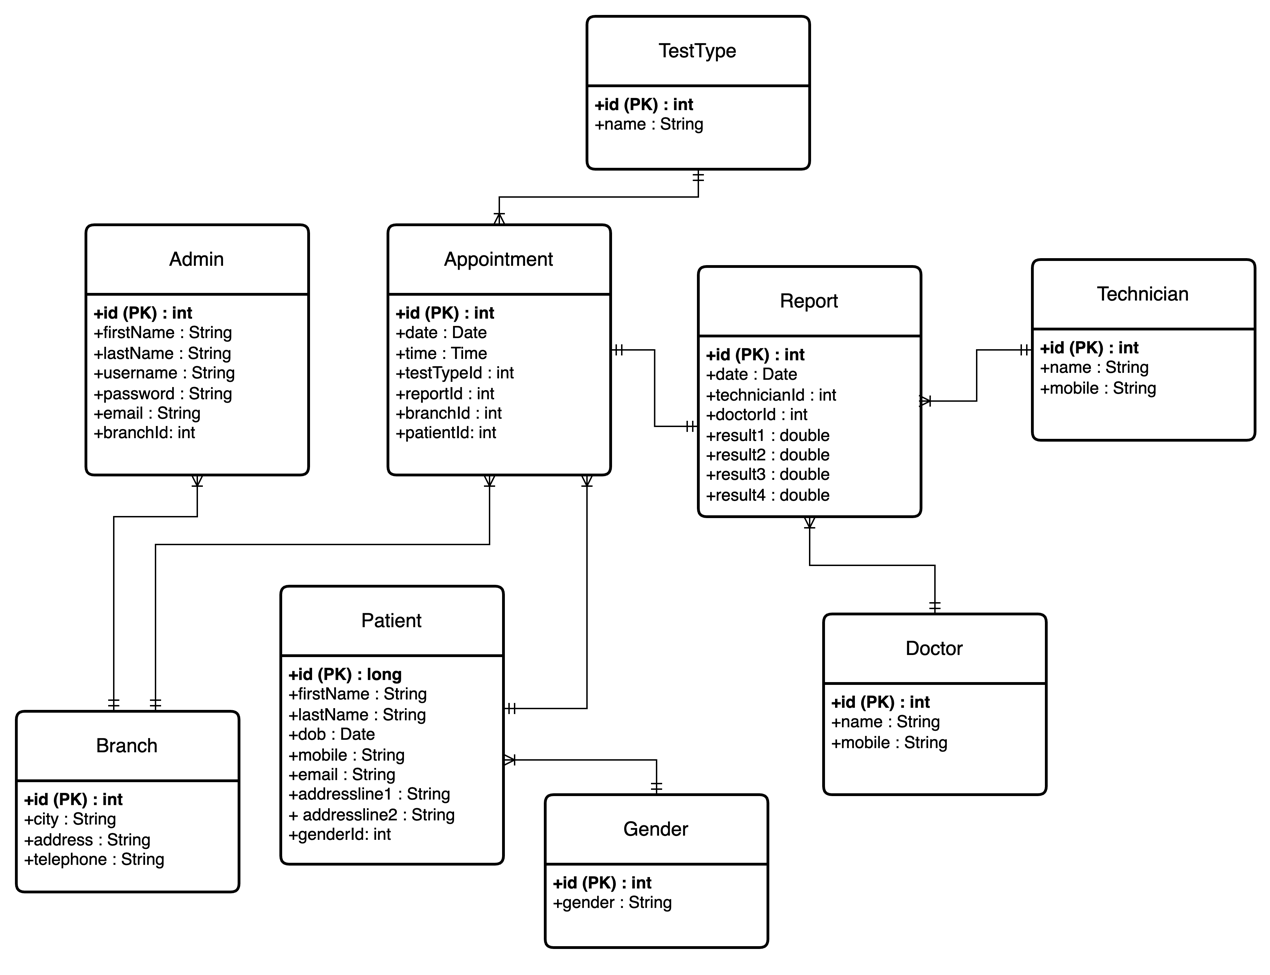 TestType
+id (PK) : int
+name : String
Admin
+id (PK) : int
+firstName : String
+lastName : String
+username : String
+password : String
+email : String
+branchId: int
Appointment
+id (PK) : int
+date : Date
+time : Time
+testTypeId : int
+reportId : int
+branchId : int
+patientId: int
Report
+id (PK) : int
+date : Date
+technicianId : int
+doctorId : int
+result1 : double
+result2 : double
+result3 : double
+result4 : double
Technician
+id (PK) : int
+name : String
+mobile : String
Patient
+id (PK) : long
+firstName : String
+lastName : String
+dob : Date
+mobile : String
+email : String
+addressline1 : String
+ addressline2 : String
+genderId: int
Doctor
+id (PK) : int
+name : String
+mobile : String
Branch
+id (PK) : int
+city : String
+address : String
+telephone : String
Gender
+id (PK) : int
+gender : String